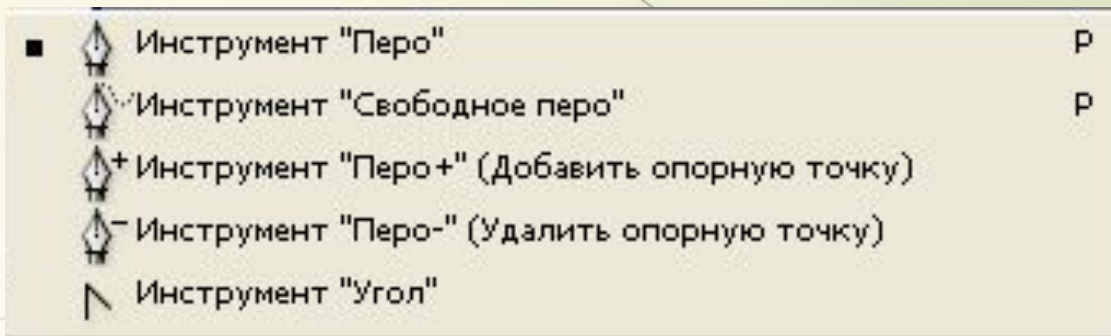 Инструмент "Перо" P
Инструмент "Свободное перо" P
Инструмент "Перо+" (Добавить опорную точку)
Инструмент "Перо-" (Удалить опорную точку)
Инструмент "Угол"